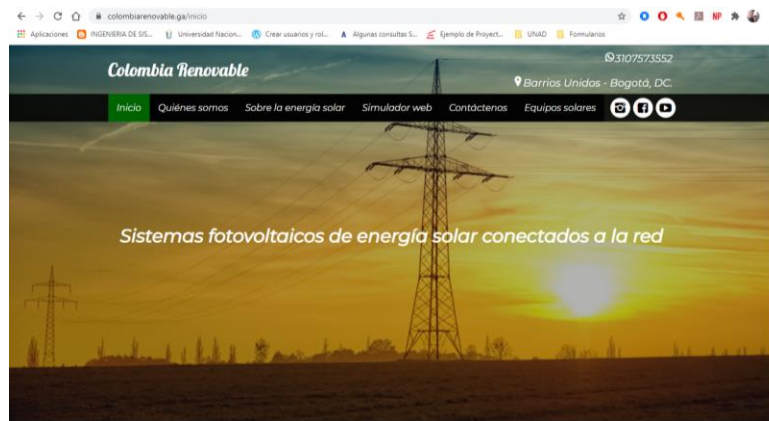 colombiarenovable.ga/inicio
Aplicaciones INGENIERIA DE SIS... Universidad Nacion... Crear usuarios y rol... Algunas consultas S... Ejemplo de Proyect... UNAD Formularios
Colombia Renovable
3107573552
Barrios Unidos - Bogotá, DC.
Inicio Quiénes somos Sobre la energía solar Simulador web Contáctenos Equipos solares
Sistemas fotovoltaicos de energía solar conectados a la red